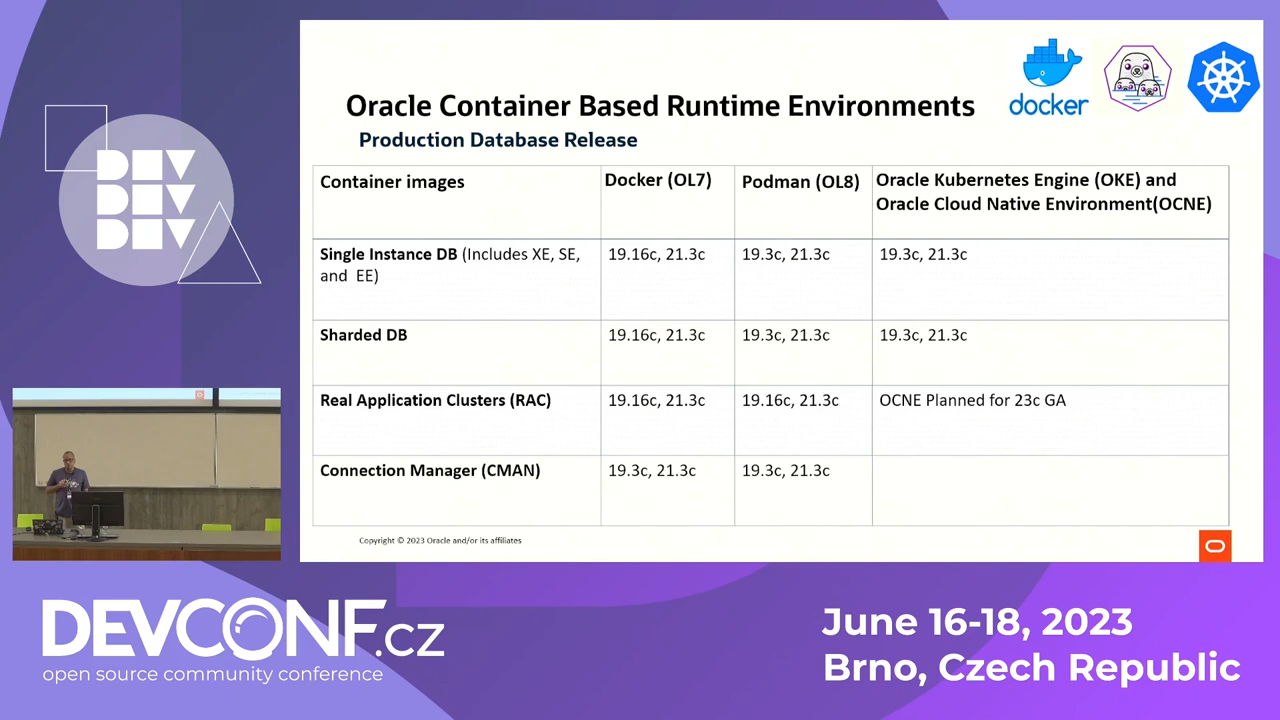 DEV
DEV
DEV
docker
Oracle Container Based Runtime Environments
Production Database Release
Container images
Docker (OL7)
Podman (OL8)
Oracle Kubernetes Engine (OKE) and
Oracle Cloud Native Environment(OCNE)
Single Instance DB (Includes XE, SE,
and EE)
19.16c, 21.3c
19.3c, 21.3c
19.3c, 21.3c
Sharded DB
19.16c, 21.3c
19.3c, 21.3c
19.3c, 21.3c
Real Application Clusters (RAC)
19.16c, 21.3c
19.16c, 21.3c
OCNE Planned for 23c GA
Connection Manager (CMAN)
19.3c, 21.3c
19.3c, 21.3c
Copyright © 2023 Oracle and/or its affiliates
DEVCONF.cz
open source community conference
June 16-18, 2023
Brno, Czech Republic